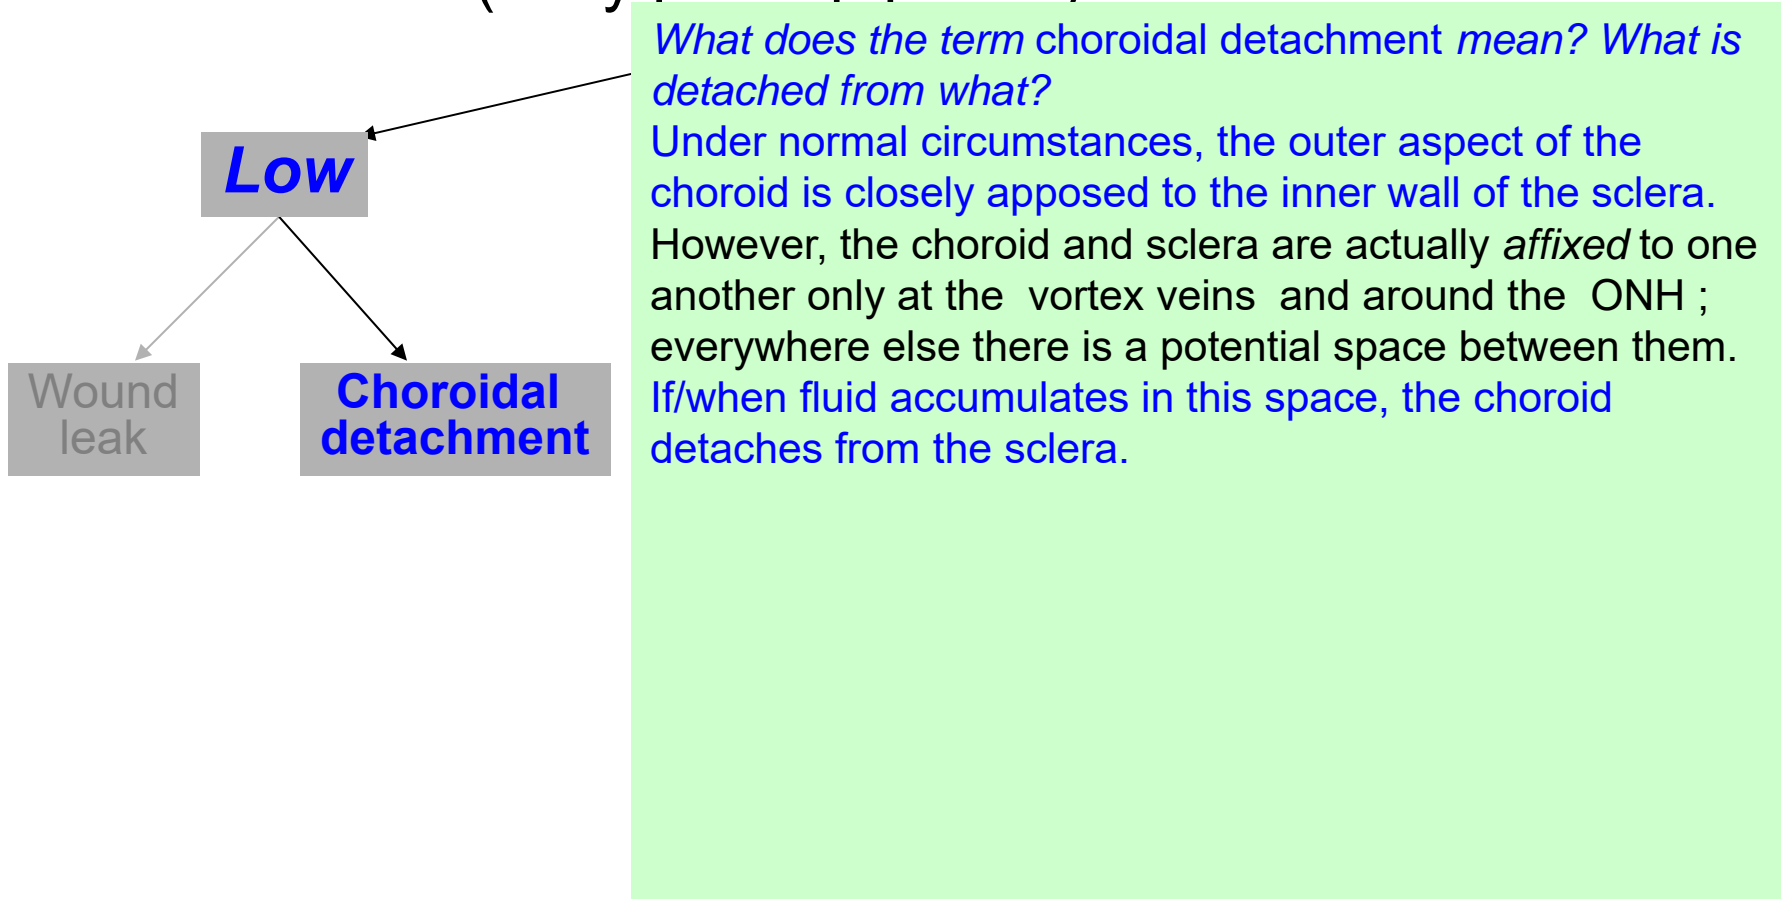 What does the term choroidal detachment mean? What is
detached from what?
Under normal circumstances, the outer aspect of the
choroid is closely apposed to the inner wall of the sclera.
However, the choroid and sclera are actually affixed to one
another only at the vortex veins and around the ONH ;
everywhere else there is a potential space between them.
If/when fluid accumulates in this space, the choroid
detaches from the sclera.
Low
Wound
leak
Choroidal
detachment